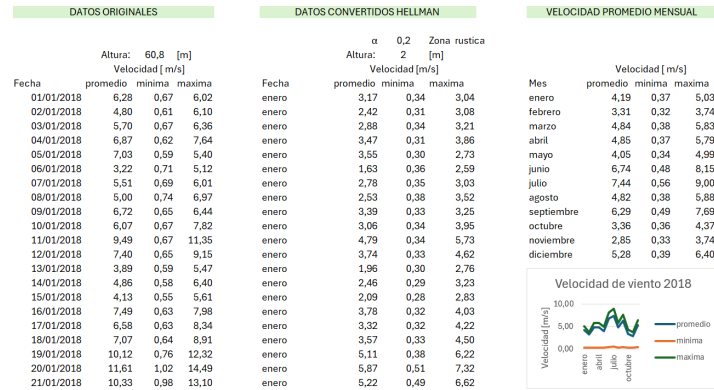 DATOS ORIGINALES
Altura: 60,8 [m]
Velocidad [ m/s]
Fecha promedio minima maxima
01/01/2018 6,28 0,67 6,02
02/01/2018 4,80 0,61 6,10
03/01/2018 5,70 0,67 6,36
04/01/2018 6,87 0,62 7,64
05/01/2018 7,03 0,59 5,40
06/01/2018 3,22 0,71 5,12
07/01/2018 5,51 0,69 6,01
08/01/2018 5,00 0,74 6,97
09/01/2018 6,72 0,65 6,44
10/01/2018 6,07 0,67 7,82
11/01/2018 9,49 0,67 11,35
12/01/2018 7,40 0,65 9,15
13/01/2018 3,89 0,59 5,47
14/01/2018 4,86 0,58 6,40
15/01/2018 4,13 0,55 5,61
16/01/2018 7,49 0,63 7,98
17/01/2018 6,58 0,63 8,34
18/01/2018 7,07 0,64 8,91
19/01/2018 10,12 0,76 12,32
20/01/2018 11,61 1,02 14,49
21/01/2018 10,33 0,98 13,10
DATOS CONVERTIDOS HELLMAN
α 0,2 Zona rustica
Altura: 2 [m]
Velocidad [ m/s]
Fecha promedio minima maxima
enero 3,17 0,34 3,04
enero 2,42 0,31 3,08
enero 2,88 0,34 3,21
enero 3,47 0,31 3,86
enero 3,55 0,30 2,73
enero 1,63 0,36 2,59
enero 2,78 0,35 3,03
enero 2,53 0,38 3,52
enero 3,39 0,33 3,25
enero 3,06 0,34 3,95
enero 4,79 0,34 5,73
enero 3,74 0,33 4,62
enero 1,96 0,30 2,76
enero 2,46 0,29 3,23
enero 2,09 0,28 2,83
enero 3,78 0,32 4,03
enero 3,32 0,32 4,22
enero 3,57 0,33 4,50
enero 5,11 0,38 6,22
enero 5,87 0,51 7,32
enero 5,22 0,49 6,62
VELOCIDAD PROMEDIO MENSUAL
Velocidad [ m/s]
Mes promedio minima maxima
enero 4,19 0,37 5,03
febrero 3,31 0,32 3,74
marzo 4,84 0,38 5,83
abril 4,85 0,37 5,79
mayo 4,05 0,34 4,99
junio 6,74 0,48 8,15
julio 7,44 0,56 9,00
agosto 4,82 0,38 5,88
septiembre 6,29 0,49 7,69
octubre 3,36 0,36 4,37
noviembre 2,85 0,33 3,74
diciembre 5,28 0,39 6,40
Velocidad de viento 2018
Velocidad [m/s]
10,00
5,00
0,00
enero
abril
julio
octubre
promedio
minima
maxima